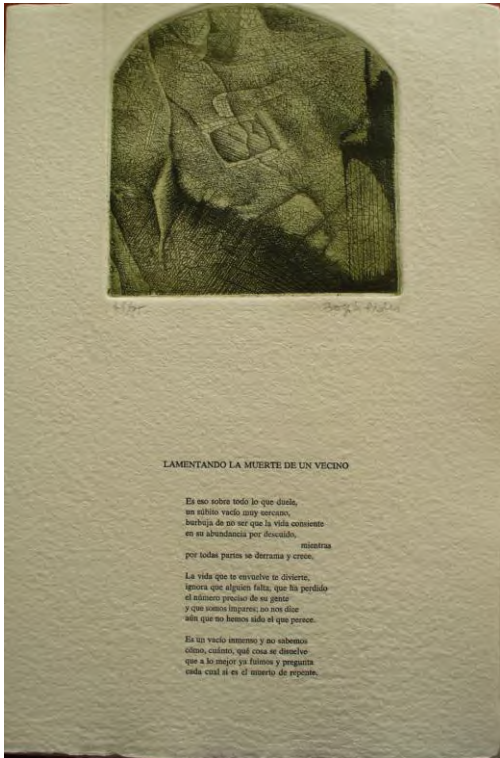 LAMENTANDO LA MUERTE DE UN VECINO
Es eso sobre todo lo que duele,
un súbito vacío muy cercano,
burbuja de no ser que la vida consiente
en su abundancia por descuido,
mientras
por todas partes se derrama y crece.
La vida que te envuelve te divierte,
ignora que alguien falta, que ha perdido
el número preciso de su gente
y que somos impares; no nos dice
aún que no hemos sido el que perece.
Es un vacío inmenso y no sabemos
cómo, cuánto, qué cosa se disuelve
que a lo mejor ya fuimos y pregunta
cada cual si es el muerto de repente.